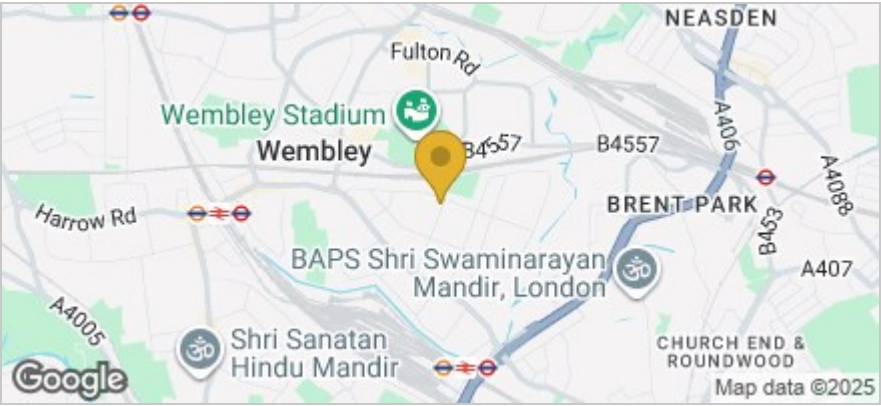 NEASDEN
Fulton Rd
Wembley Stadium
A406
B4557
B4557
Wembley
A4088
Harrow Rd
BRENT PARK
B453
BAPS Shri Swaminarayan
Mandir, London
A407
A4005
Shri Sanatan
Hindu Mandir
CHURCH END &
ROUNDWOOD
Google
Map data ©2025